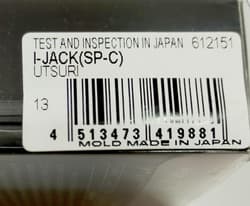 TEST AND INSPECTION IN JAPAN 612151
I-JACK(SP-C)
UTSURI
13
4 513473 419881
MOLD MADE IN JAPAN